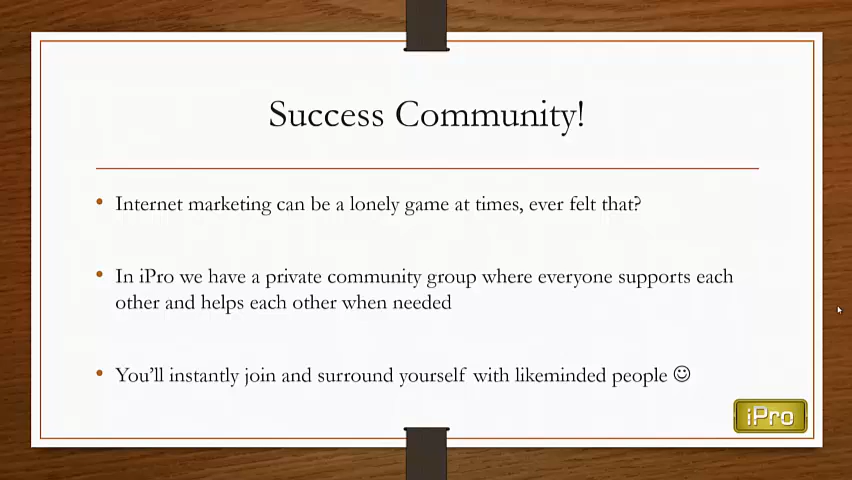 Success Community!
• Internet marketing can be a lonely game at times, ever felt that?
• In iPro we have a private community group where everyone supports each
other and helps each other when needed
• You'll instantly join and surround yourself with likeminded people ☺
iPro